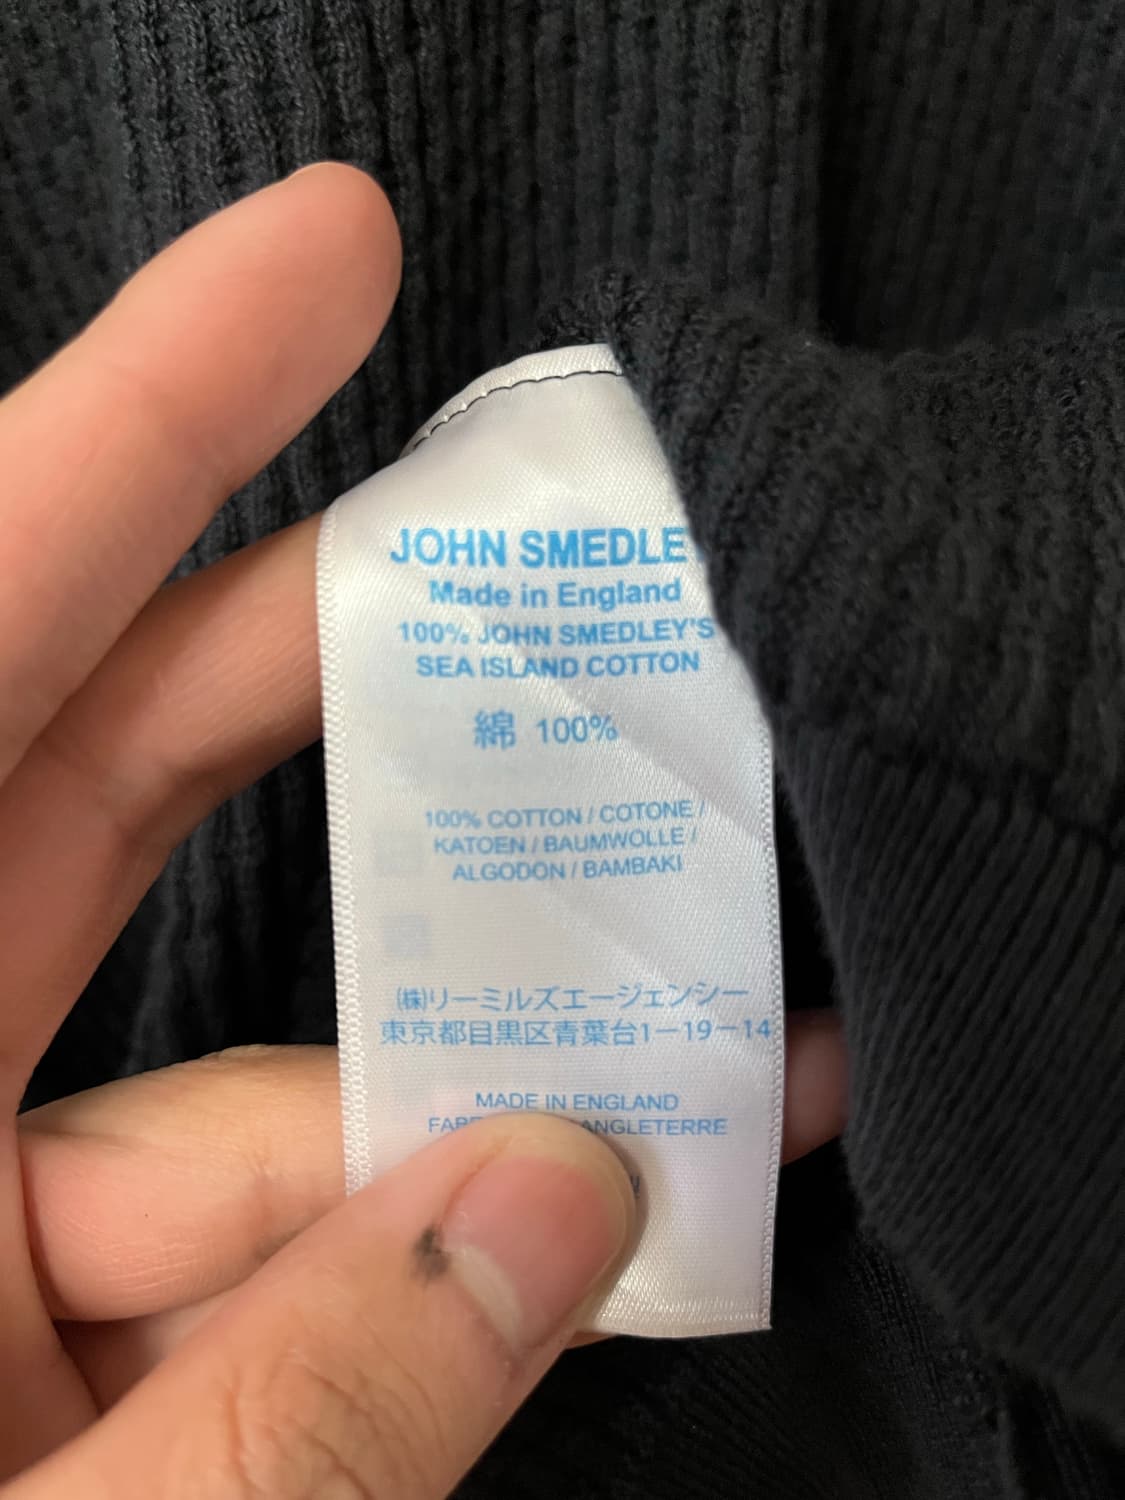 JOHN SMEDLE
Made in England
100% JOHN SMEDLEY'S
SEA ISLAND COTTON
綿 100%
100% COTTON / COTONE /
KATOEN / BAUMWOLLE /
ALGODON / BAMBAKI
㈱リーミルズエージェンシー
東京都目黒区青葉台1−19−14
MADE IN ENGLAND
ANGLETERRE